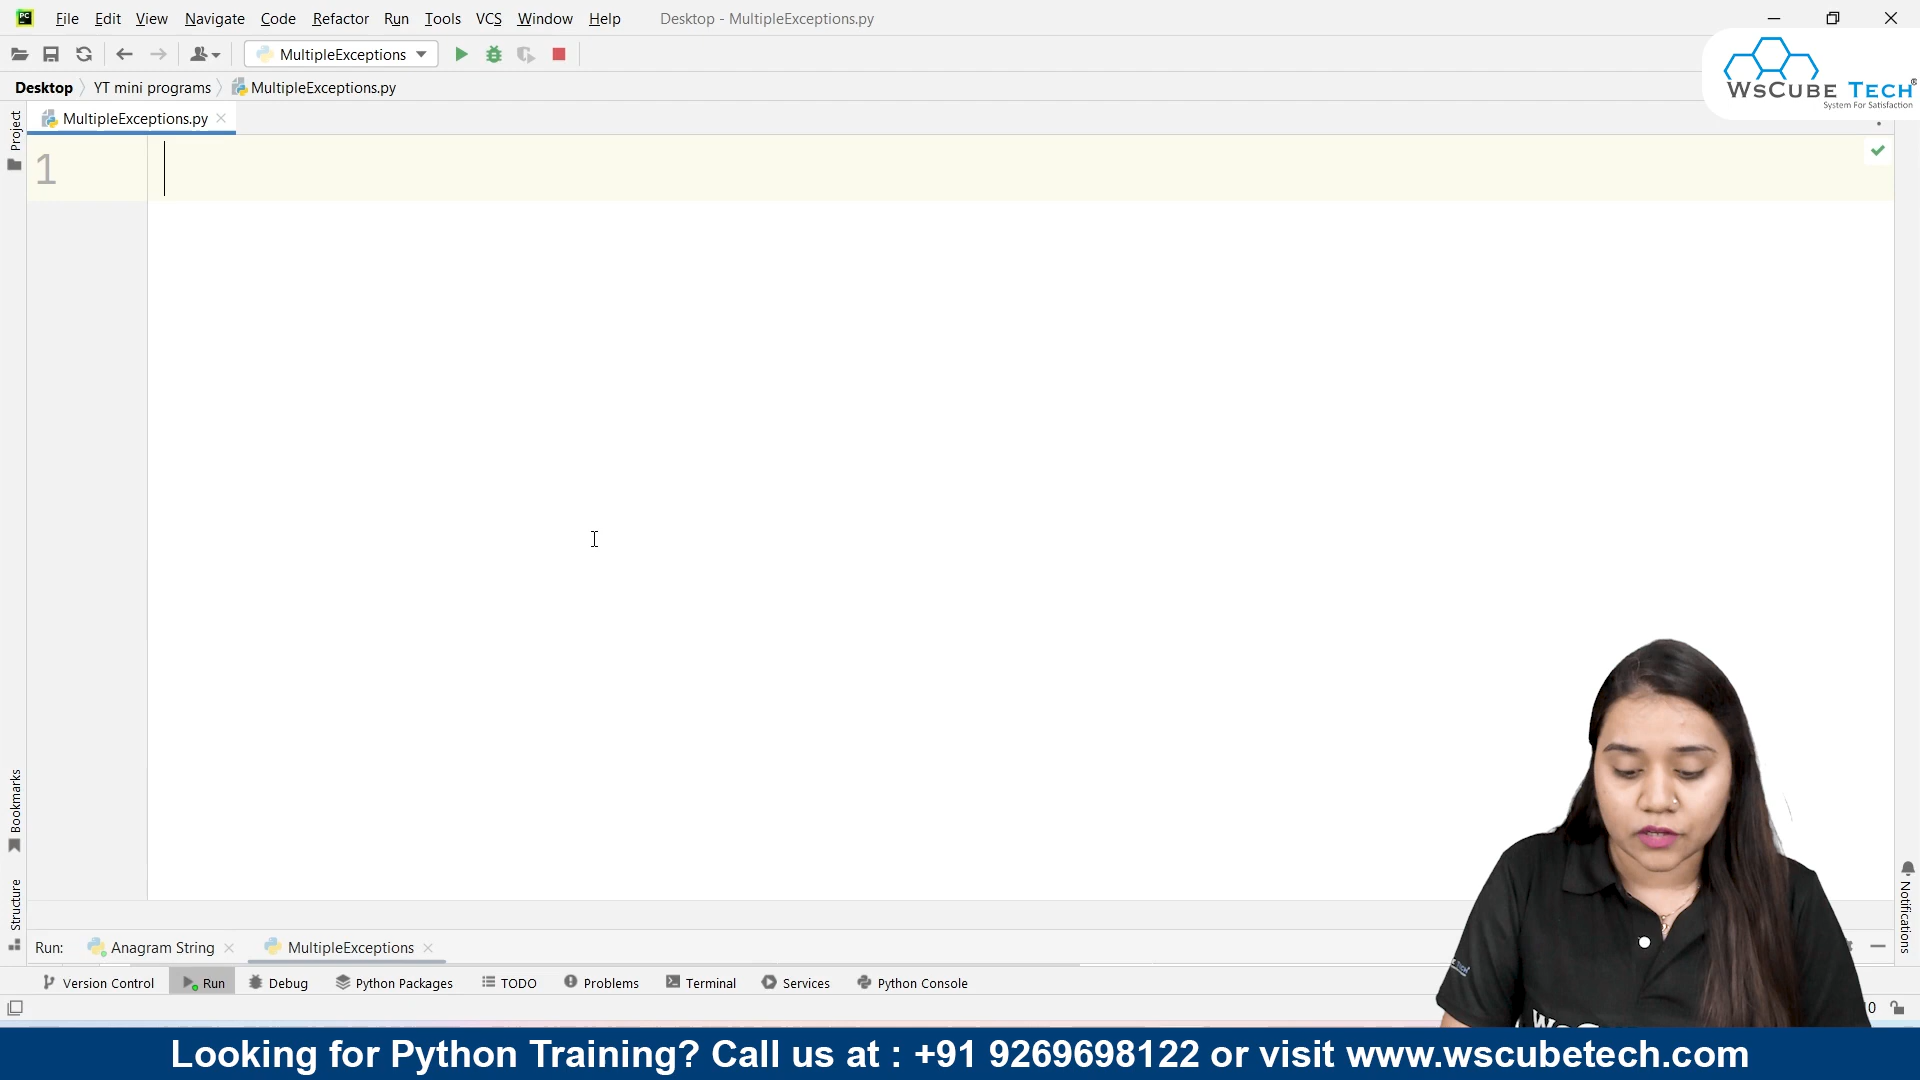 PC File Edit View Navigate Code Refactor Run Tools VCS Window Help Desktop - MultipleExceptions.py
MultipleExceptions
WsCube Tech®
System For Satisfaction
Desktop YT mini programs MultipleExceptions.py
Project
MultipleExceptions.py
1
Bookmarks
Structure
Notifications
Run: Anagram String MultipleExceptions
Version Control Run Debug Python Packages TODO Problems Terminal Services Python Console
Looking for Python Training? Call us at : +91 9269698122 or visit www.wscubetech.com